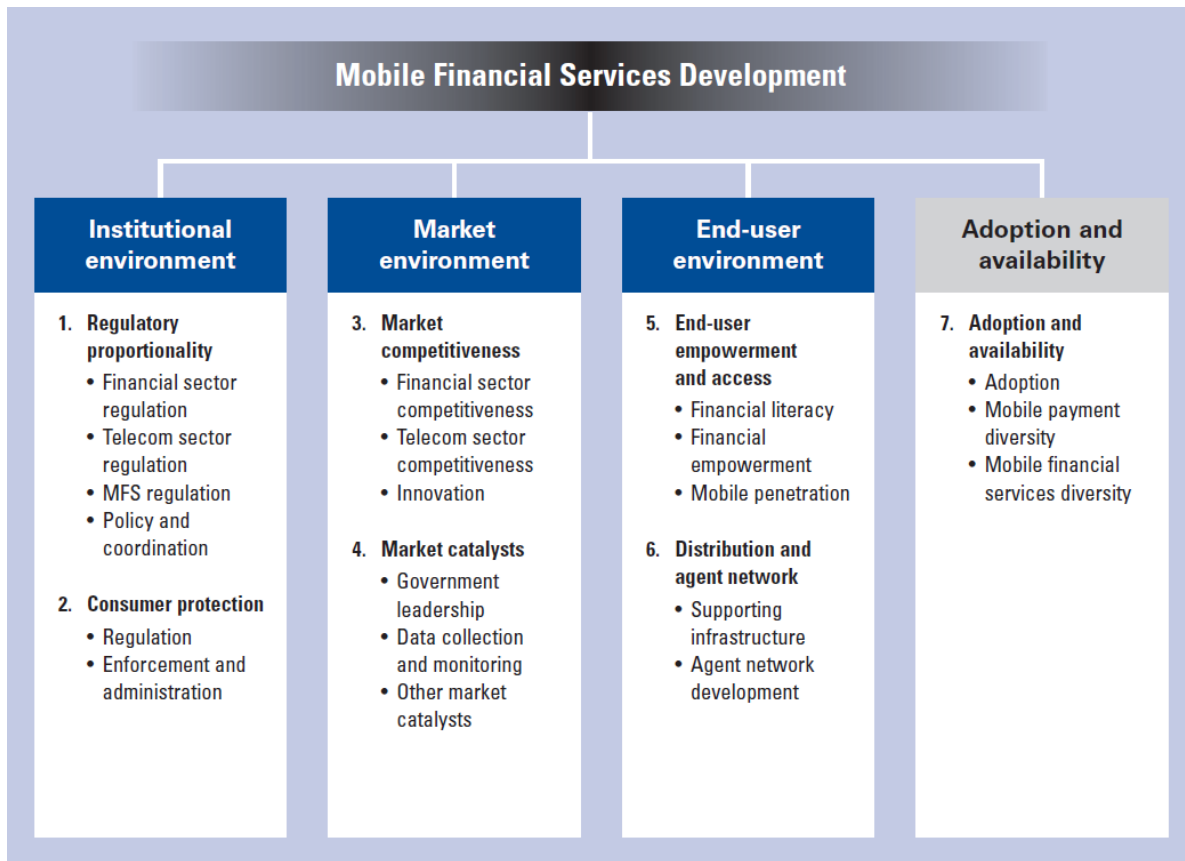 Mobile Financial Services Development
Institutional
environment
1. Regulatory
proportionality
• Financial sector
regulation
• Telecom sector
regulation
• MFS regulation
• Policy and
coordination
2. Consumer protection
• Regulation
• Enforcement and
administration
Market
environment
3. Market
competitiveness
• Financial sector
competitiveness
• Telecom sector
competitiveness
• Innovation
4. Market catalysts
• Government
leadership
• Data collection
and monitoring
• Other market
catalysts
End-user
environment
5. End-user
empowerment
and access
• Financial literacy
• Financial
empowerment
• Mobile penetration
6. Distribution and
agent network
• Supporting
infrastructure
• Agent network
development
Adoption and
availability
7. Adoption and
availability
• Adoption
• Mobile payment
diversity
• Mobile financial
services diversity